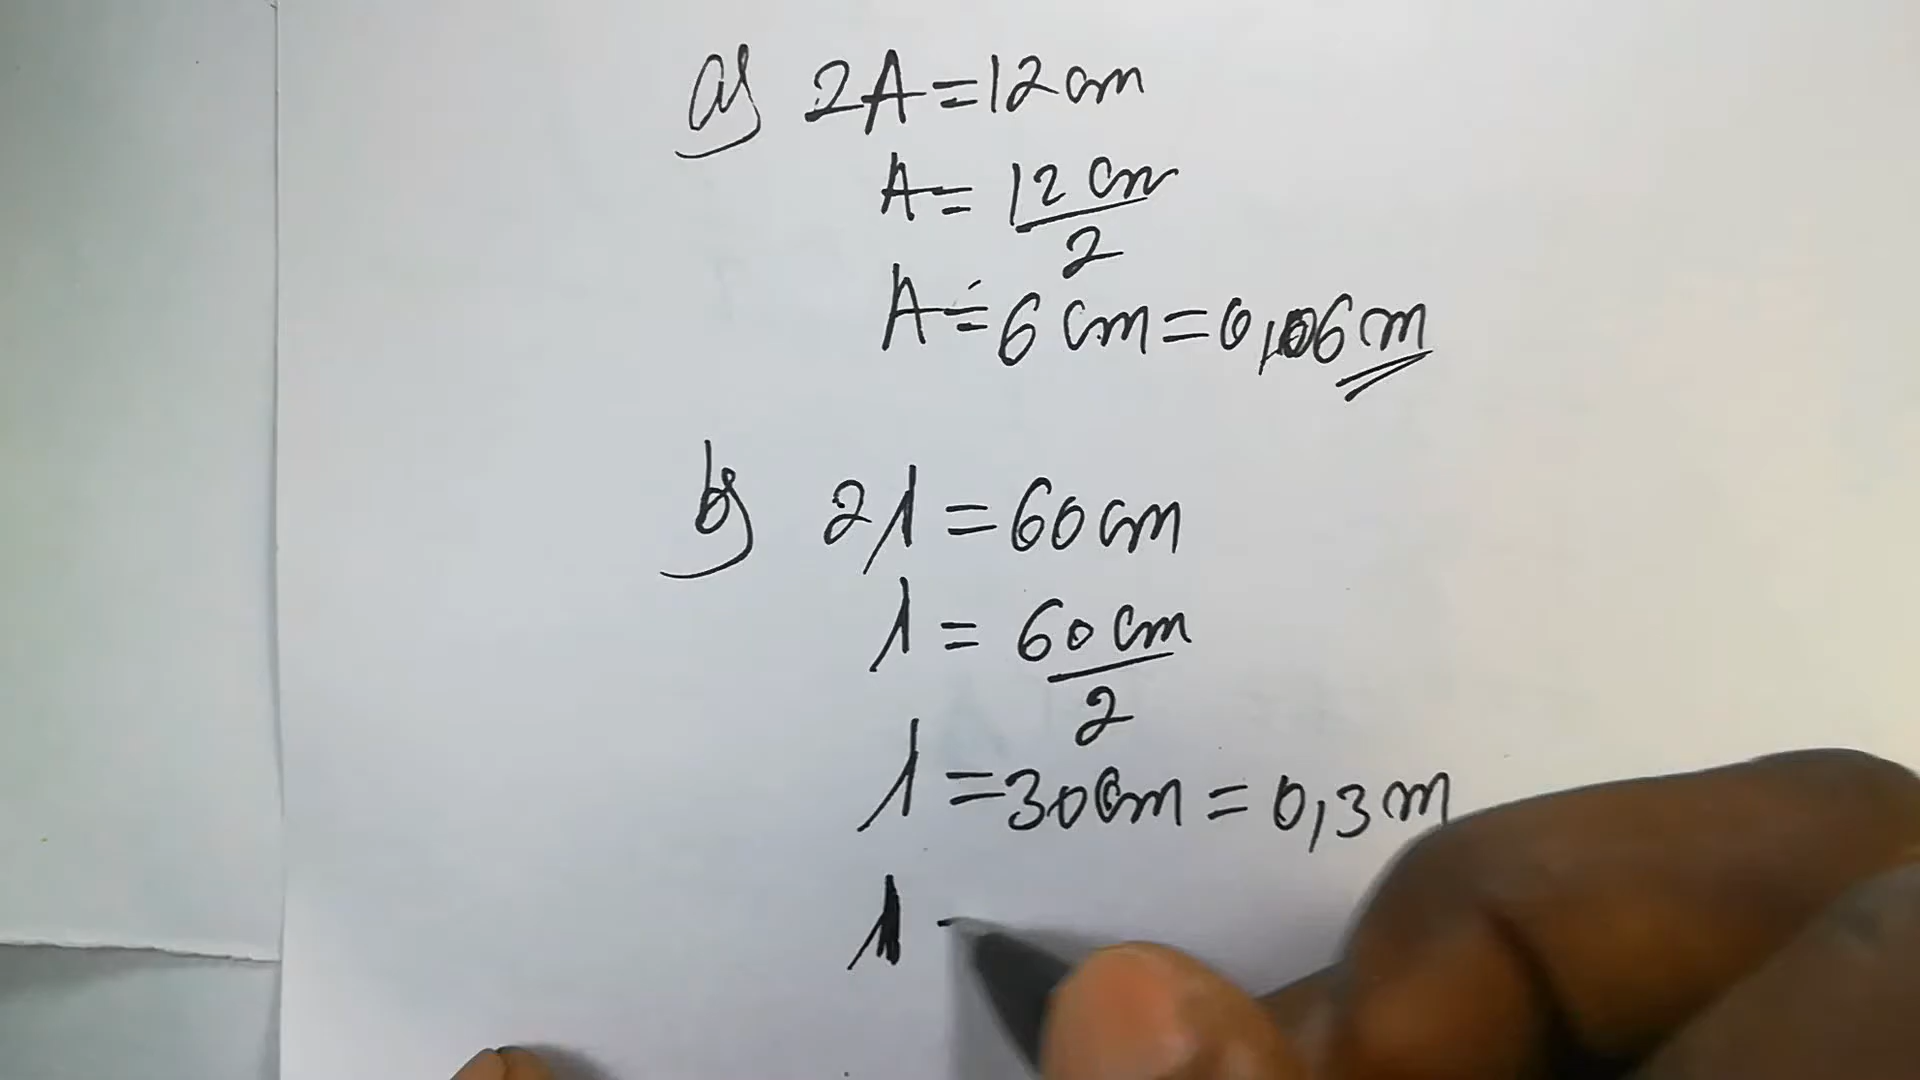 a) 2A = 12 cm
A = 12 cm / 2
A = 6 cm = 0,06 m
b) 2λ = 60 cm
λ = 60 cm / 2
λ = 30 cm = 0,3 m
λ -